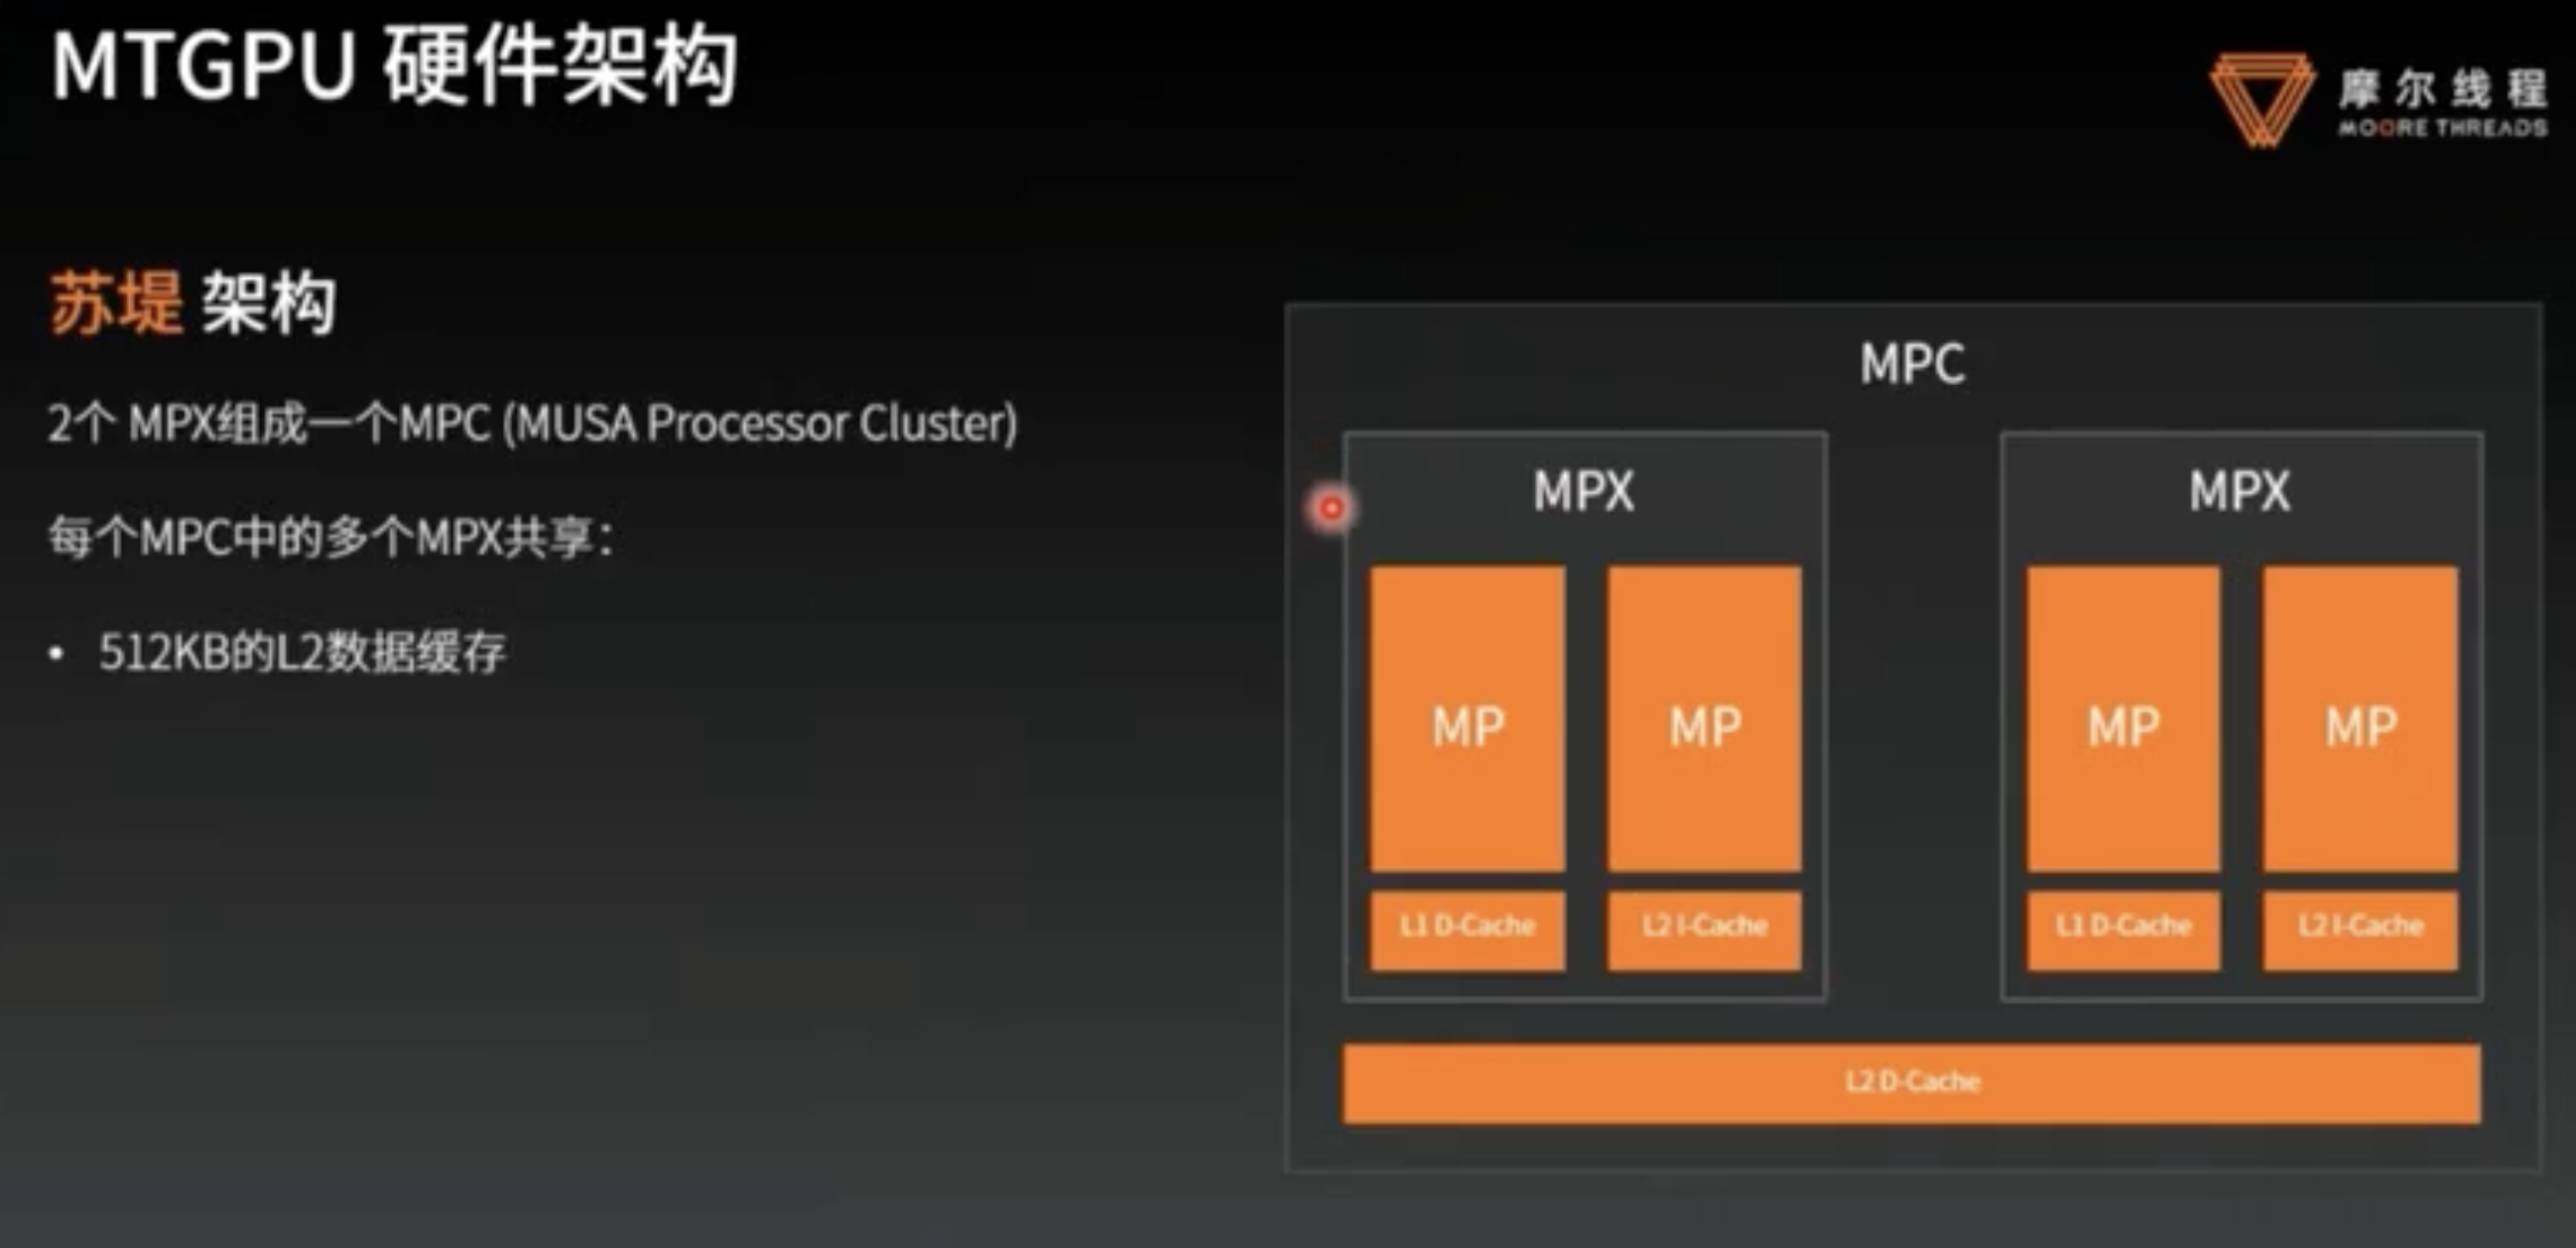 MTGPU 硬件架构
摩尔线程
MOORE THREADS
苏堤 架构
2个 MPX组成一个MPC (MUSA Processor Cluster)
每个MPC中的多个MPX共享：
• 512KB的L2数据缓存
MPC
MPX
MPX
MP
MP
MP
MP
L1 D-Cache
L2 I-Cache
L1 D-Cache
L2 I-Cache
L2 D-Cache